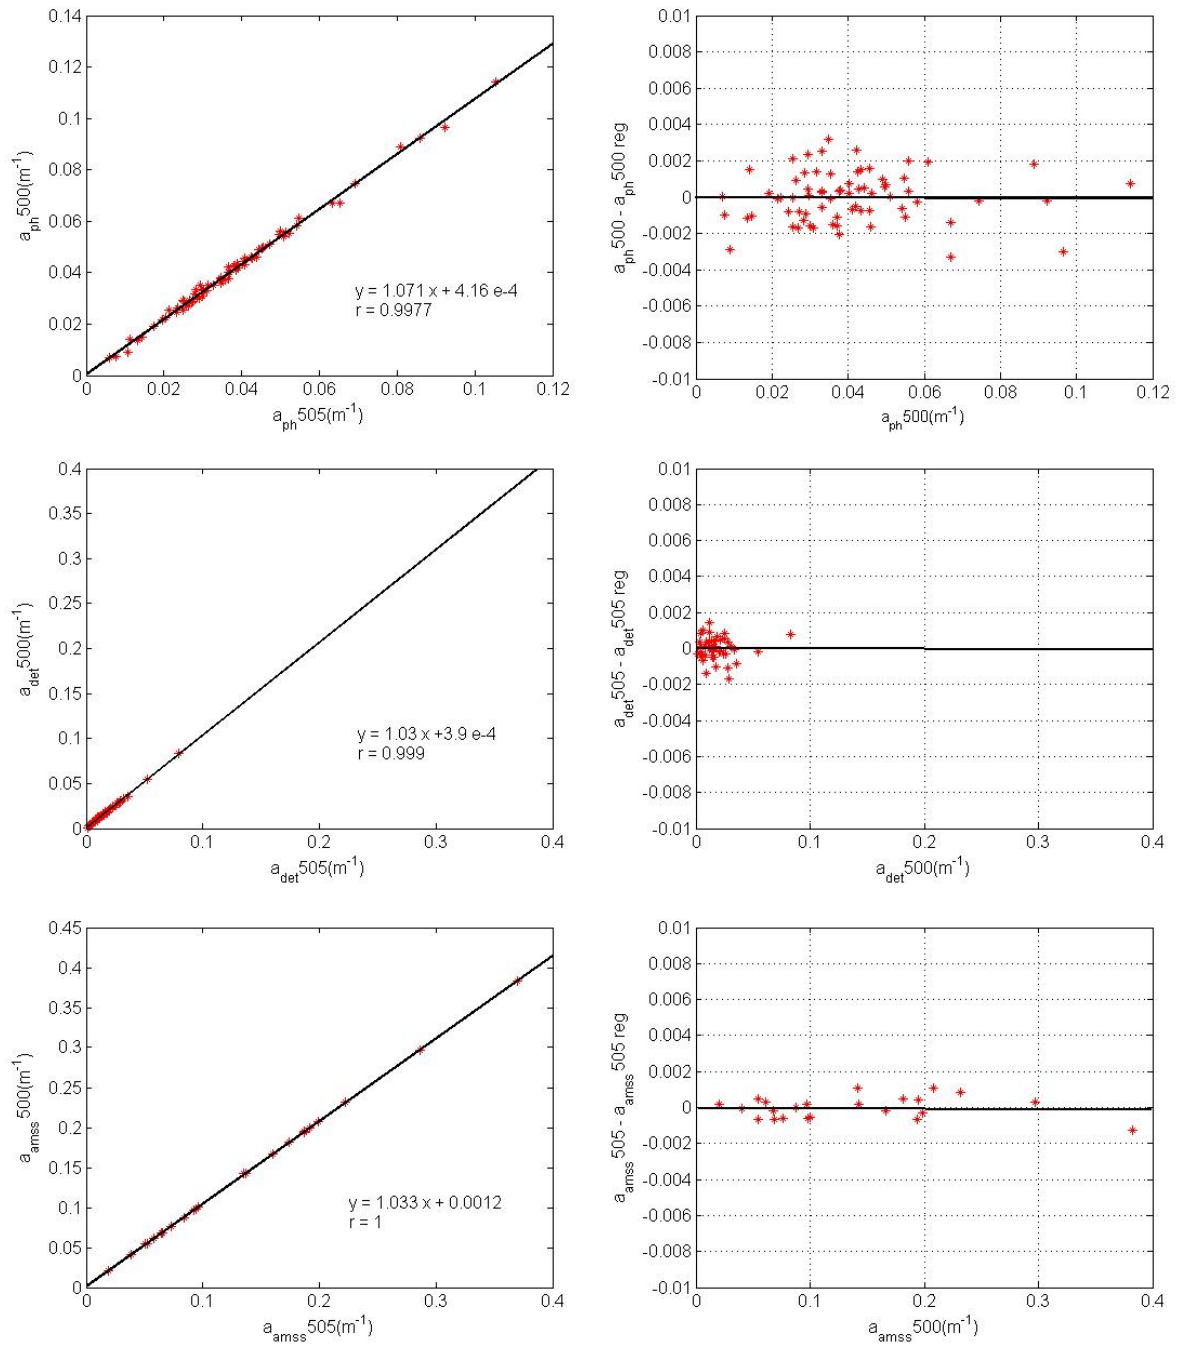 0.14
0.12
0.1
0.08
0.06
0.04
0.02
0
a_ph500(m^-1)
y = 1.071 x + 4.16 e-4
r = 0.9977
0 0.02 0.04 0.06 0.08 0.1 0.12
a_ph505(m^-1)
0.01
0.008
0.006
0.004
0.002
0
-0.002
-0.004
-0.006
-0.008
-0.01
a_ph500 - a_ph500 reg
0 0.02 0.04 0.06 0.08 0.1 0.12
a_ph500(m^-1)
0.4
0.35
0.3
0.25
0.2
0.15
0.1
0.05
0
a_det500(m^-1)
y = 1.03 x +3.9 e-4
r = 0.999
0 0.1 0.2 0.3 0.4
a_det505(m^-1)
0.01
0.008
0.006
0.004
0.002
0
-0.002
-0.004
-0.006
-0.008
-0.01
a_det505 - a_det505 reg
0 0.1 0.2 0.3 0.4
a_det500(m^-1)
0.45
0.4
0.35
0.3
0.25
0.2
0.15
0.1
0.05
0
a_amss500(m^-1)
y = 1.033 x + 0.0012
r = 1
0 0.1 0.2 0.3 0.4
a_amss505(m^-1)
0.01
0.008
0.006
0.004
0.002
0
-0.002
-0.004
-0.006
-0.008
-0.01
a_amss505 - a_amss505 reg
0 0.1 0.2 0.3 0.4
a_amss500(m^-1)